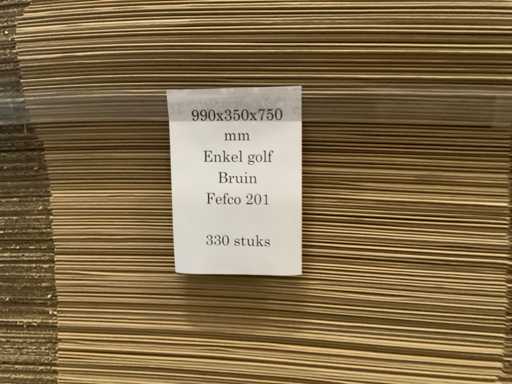 990x350x750
mm
Enkel golf
Bruin
Fefco 201
330 stuks